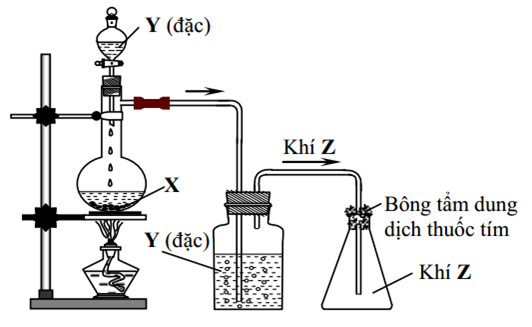 Y (đặc)
Khí Z
X
Bông tẩm dung
dịch thuốc tím
Y (đặc)
Khí Z